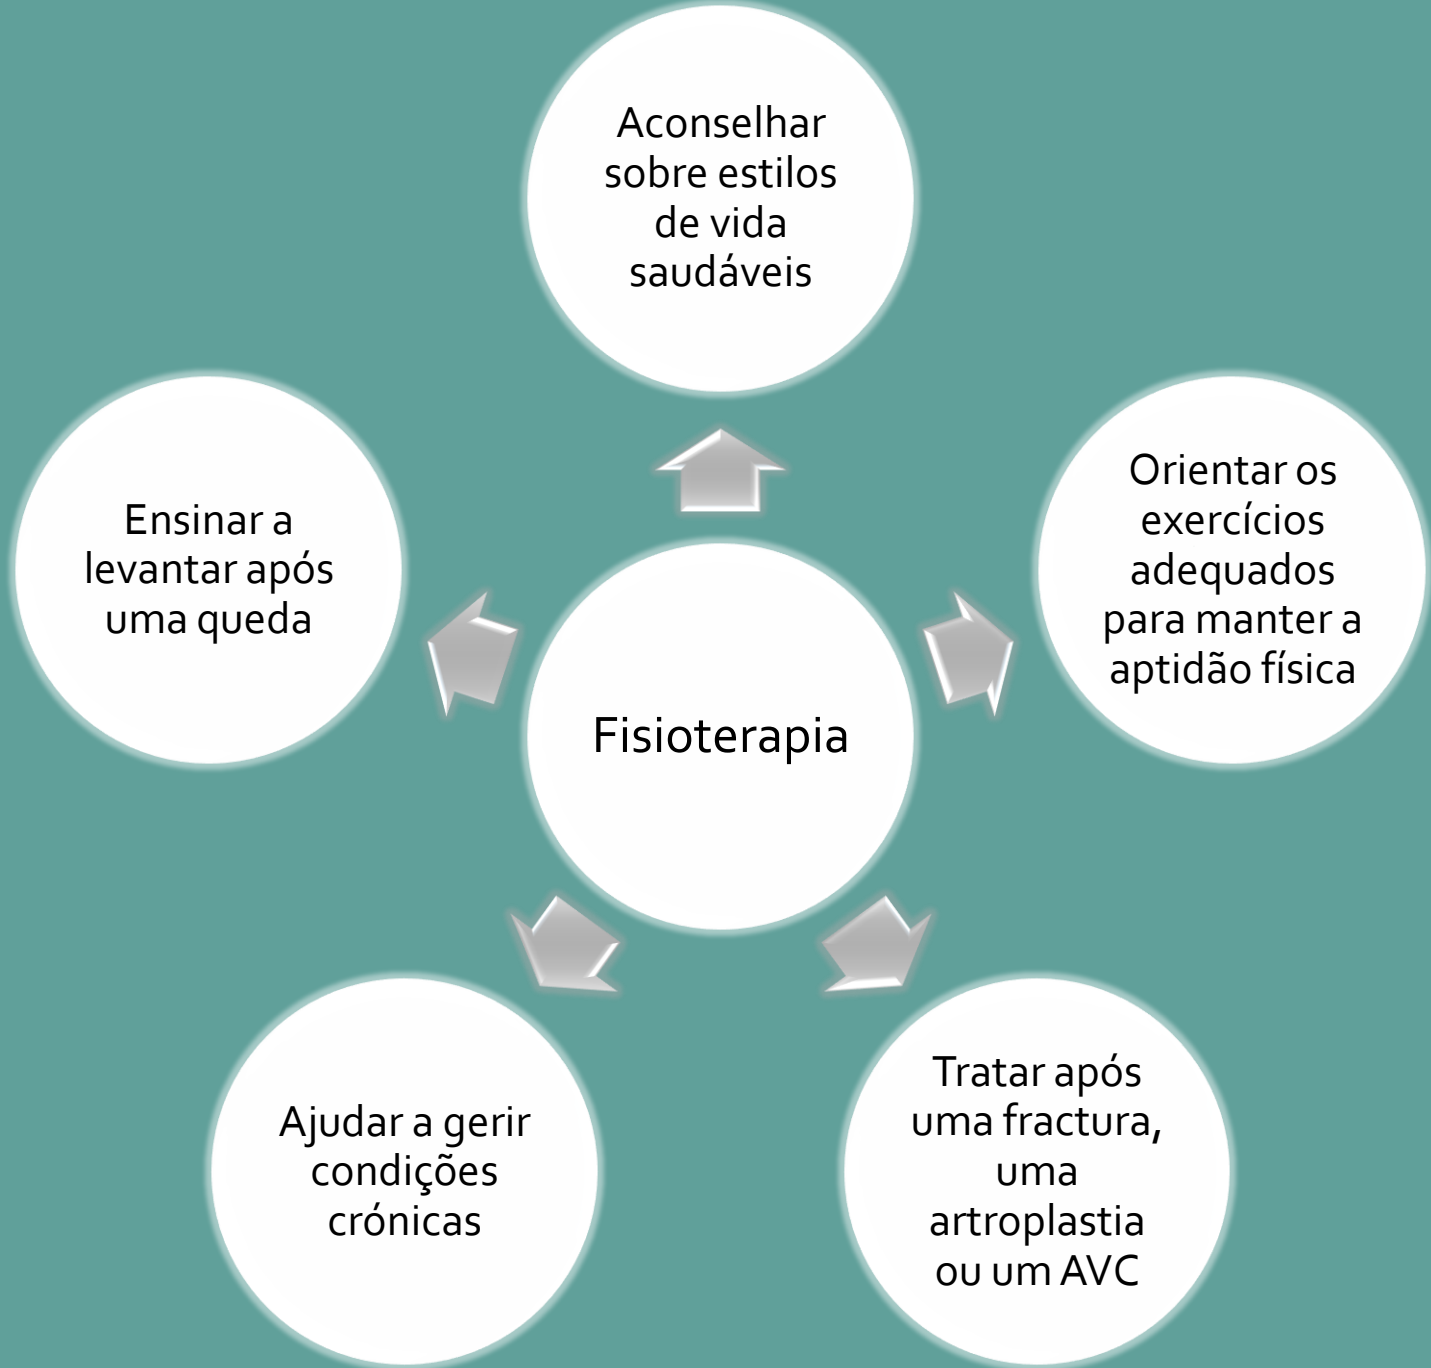 Aconselhar
sobre estilos
de vida
saudáveis
Orientar os
exercícios
adequados
para manter a
aptidão física
Ensinar a
levantar após
uma queda
Fisioterapia
Tratar após
uma fractura,
uma
artroplastia
ou um AVC
Ajudar a gerir
condições
crónicas